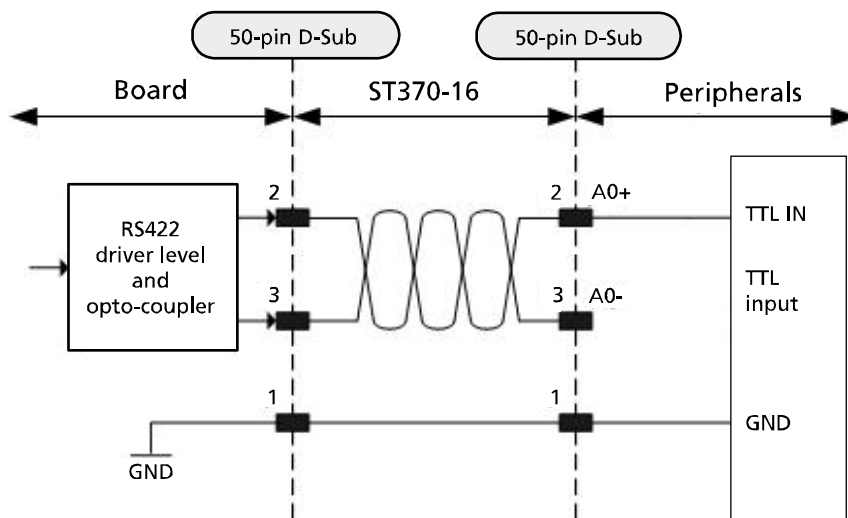 50-pin D-Sub
50-pin D-Sub
Board
ST370-16
Peripherals
RS422
driver level
and
opto-coupler
2
2
A0+
TTL IN
TTL
input
3
3
A0-
1
1
GND
GND